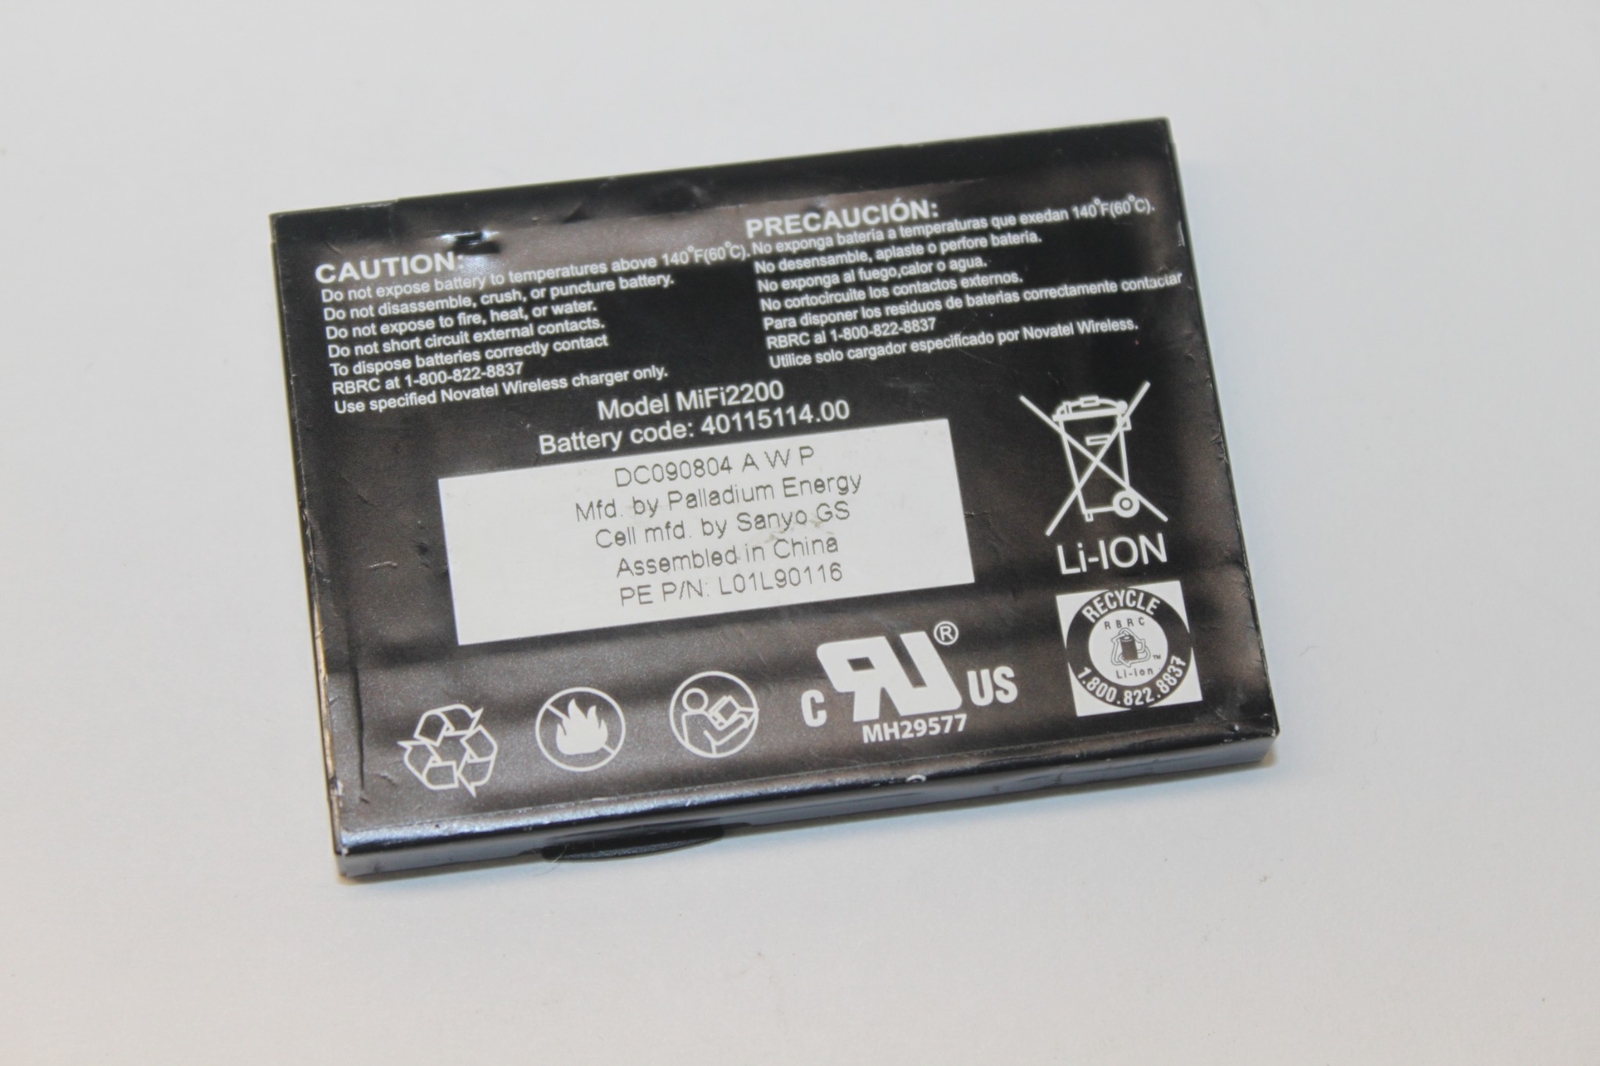 CAUTION:
Do not expose battery to temperatures above 140°F(60°C).
Do not disassemble, crush, or puncture battery.
Do not expose to fire, heat, or water.
Do not short circuit external contacts.
To dispose batteries correctly contact
RBRC at 1-800-822-8837
Use specified Novatel Wireless charger only.
PRECAUCIÓN:
No exponga batería a temperaturas que exedan 140°F(60°C).
No desensamble, aplaste o perfore batería.
No exponga al fuego,calor o agua.
No cortocircuite los contactos externos.
Para disponer los residuos de baterias correctamente contactar
RBRC al 1-800-822-8837
Utilice solo cargador especificado por Novatel Wireless.
Model MiFi2200
Battery code: 40115114.00
DC090804 A W P
Mfd. by Palladium Energy
Cell mfd. by Sanyo GS
Assembled in China
PE P/N: L01L90116
Li-ION
RECYCLE
RBRC
Li-Ion
TM
1.800.822.8837
C RU® US
MH29577